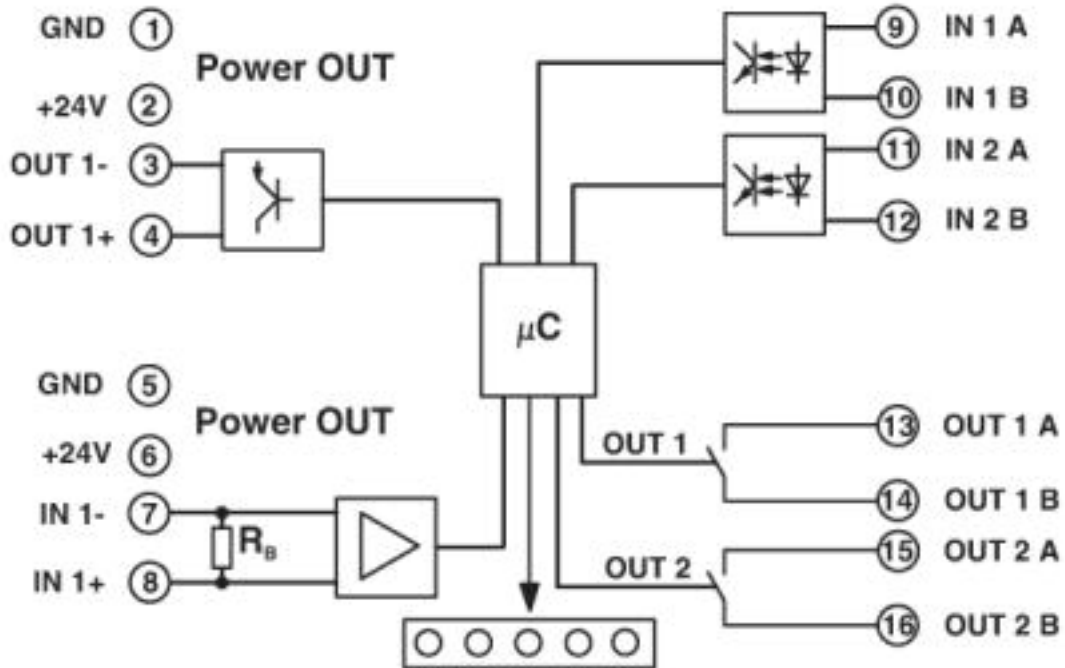 GND 1
Power OUT
+24V 2
OUT 1- 3
OUT 1+ 4
9 IN 1 A
10 IN 1 B
11 IN 2 A
12 IN 2 B
µC
GND 5
Power OUT
+24V 6
IN 1- 7
RB
IN 1+ 8
OUT 1
13 OUT 1 A
14 OUT 1 B
OUT 2
15 OUT 2 A
16 OUT 2 B